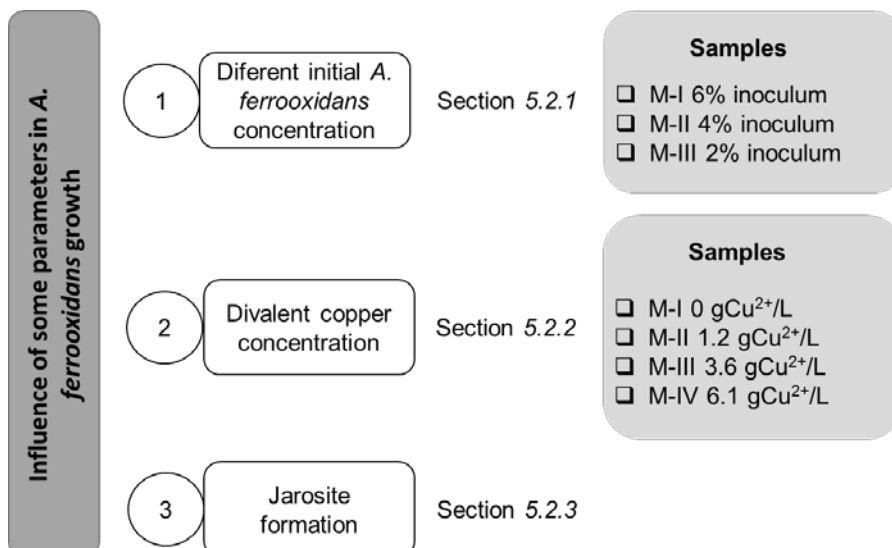 Influence of some parameters in A.
ferrooxidans growth
1
Diferent initial A.
ferrooxidans
concentration
Section 5.2.1
Samples
❑ M-I 6% inoculum
❑ M-II 4% inoculum
❑ M-III 2% inoculum
2
Divalent copper
concentration
Section 5.2.2
Samples
❑ M-I 0 gCu²⁺/L
❑ M-II 1.2 gCu²⁺/L
❑ M-III 3.6 gCu²⁺/L
❑ M-IV 6.1 gCu²⁺/L
3
Jarosite
formation
Section 5.2.3